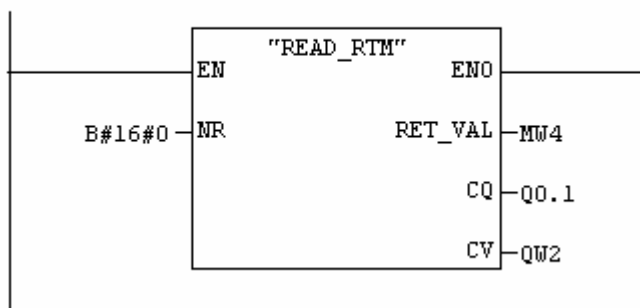 "READ_RTM"
EN ENO
B#16#0 NR RET_VAL MW4
CQ Q0.1
CV QW2